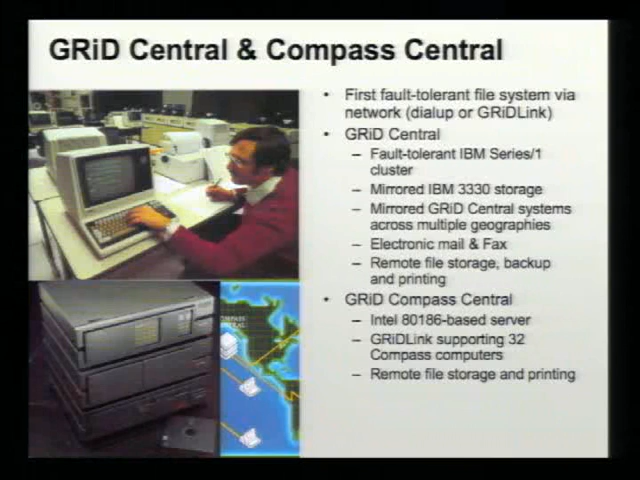 GRiD Central & Compass Central
• First fault-tolerant file system via
network (dialup or GRiDLink)
• GRiD Central
– Fault-tolerant IBM Series/1
cluster
– Mirrored IBM 3330 storage
– Mirrored GRiD Central systems
across multiple geographies
– Electronic mail & Fax
– Remote file storage, backup
and printing
• GRiD Compass Central
– Intel 80186-based server
– GRiDLink supporting 32
Compass computers
– Remote file storage and printing
COMPASS
CENTRAL